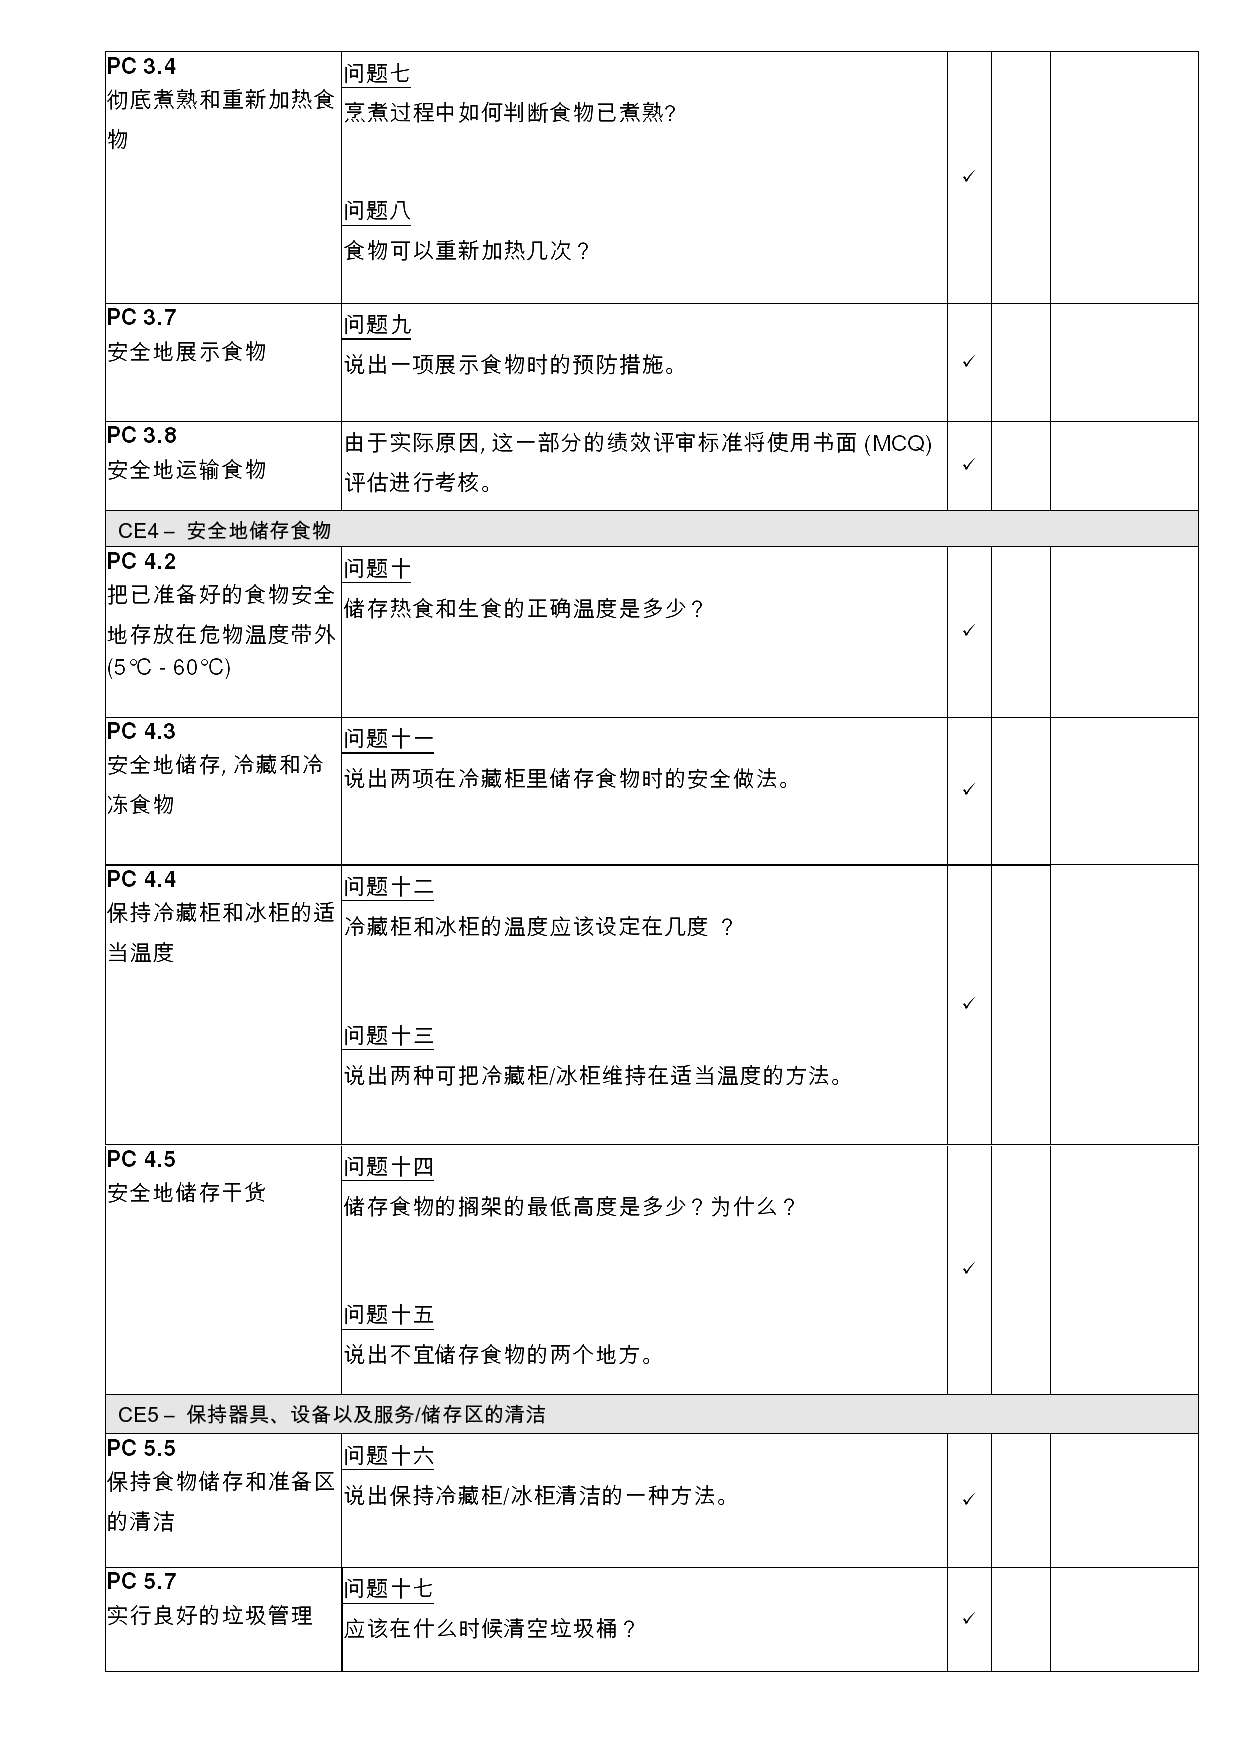 PC 3.4
彻底煮熟和重新加热食
物
问题七
烹煮过程中如何判断食物已煮熟?
问题八
食物可以重新加热几次？
✓
PC 3.7
安全地展示食物
问题九
说出一项展示食物时的预防措施。
✓
PC 3.8
安全地运输食物
由于实际原因, 这一部分的绩效评审标准将使用书面 (MCQ)
评估进行考核。
✓
CE4 – 安全地储存食物
PC 4.2
把已准备好的食物安全
地存放在危物温度带外
(5°C - 60°C)
问题十
储存热食和生食的正确温度是多少？
✓
PC 4.3
安全地储存, 冷藏和冷
冻食物
问题十一
说出两项在冷藏柜里储存食物时的安全做法。
✓
PC 4.4
保持冷藏柜和冰柜的适
当温度
问题十二
冷藏柜和冰柜的温度应该设定在几度 ？
问题十三
说出两种可把冷藏柜/冰柜维持在适当温度的方法。
✓
PC 4.5
安全地储存干货
问题十四
储存食物的搁架的最低高度是多少？为什么？
问题十五
说出不宜储存食物的两个地方。
✓
CE5 – 保持器具、设备以及服务/储存区的清洁
PC 5.5
保持食物储存和准备区
的清洁
问题十六
说出保持冷藏柜/冰柜清洁的一种方法。
✓
PC 5.7
实行良好的垃圾管理
问题十七
应该在什么时候清空垃圾桶？
✓